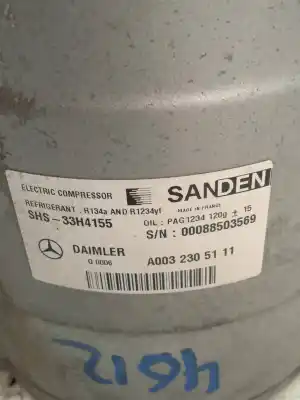 ELECTRIC COMPRESSOR
SANDEN
REFRIGERANT : R134a AND R1234yf
MADE IN FRANCE
SHS-33H4155
OIL : PAG1234 120g ± 15
S/N : 00088503569
DAIMLER
Q 0006
A003 230 51 11
4612